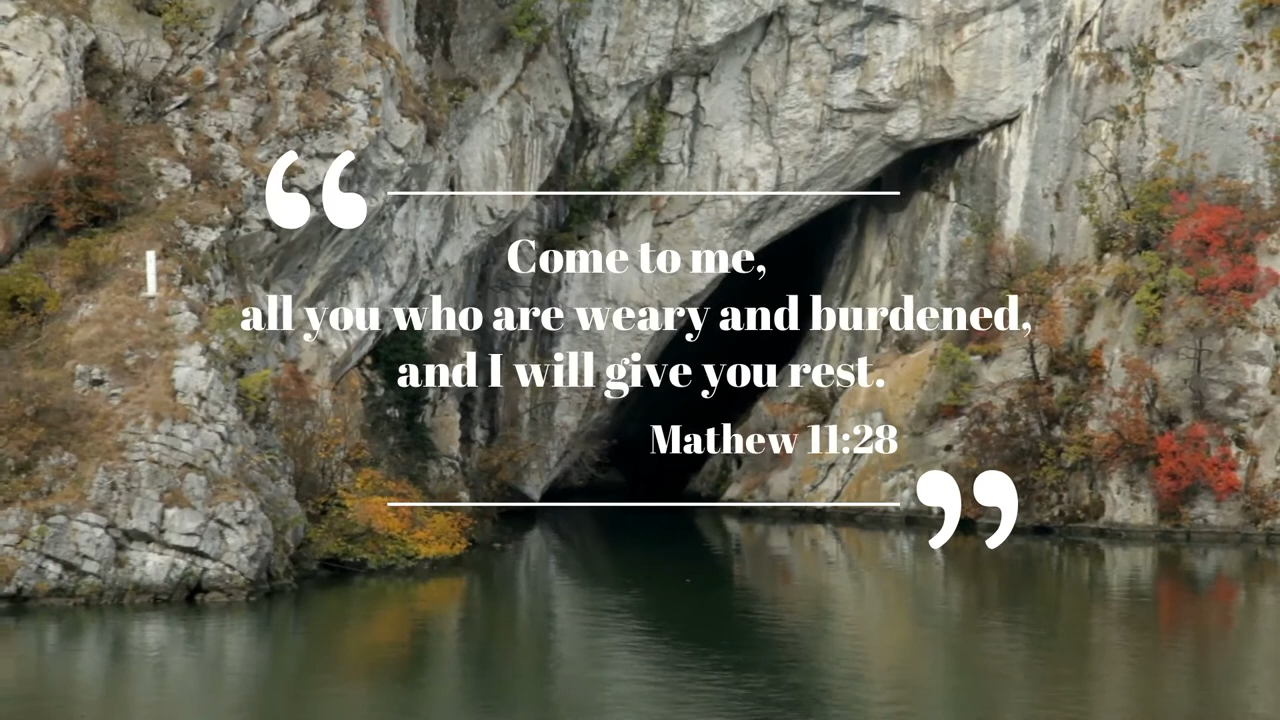 “
Come to me,
all you who are weary and burdened,
and I will give you rest.
Mathew 11:28
”